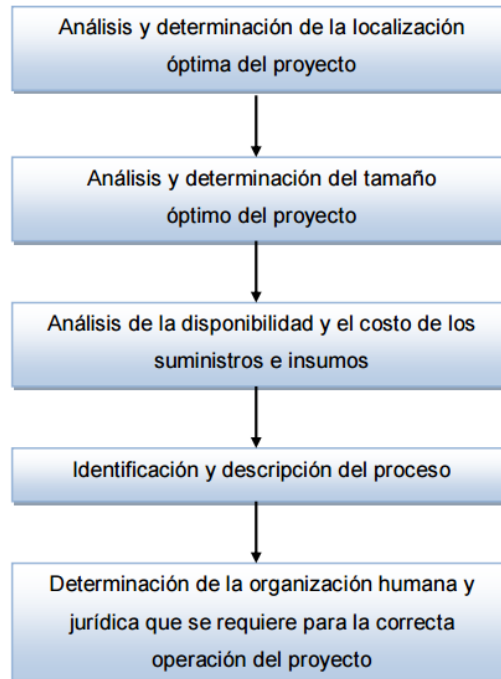 Análisis y determinación de la localización
óptima del proyecto
Análisis y determinación del tamaño
óptimo del proyecto
Análisis de la disponibilidad y el costo de los
suministros e insumos
Identificación y descripción del proceso
Determinación de la organización humana y
jurídica que se requiere para la correcta
operación del proyecto